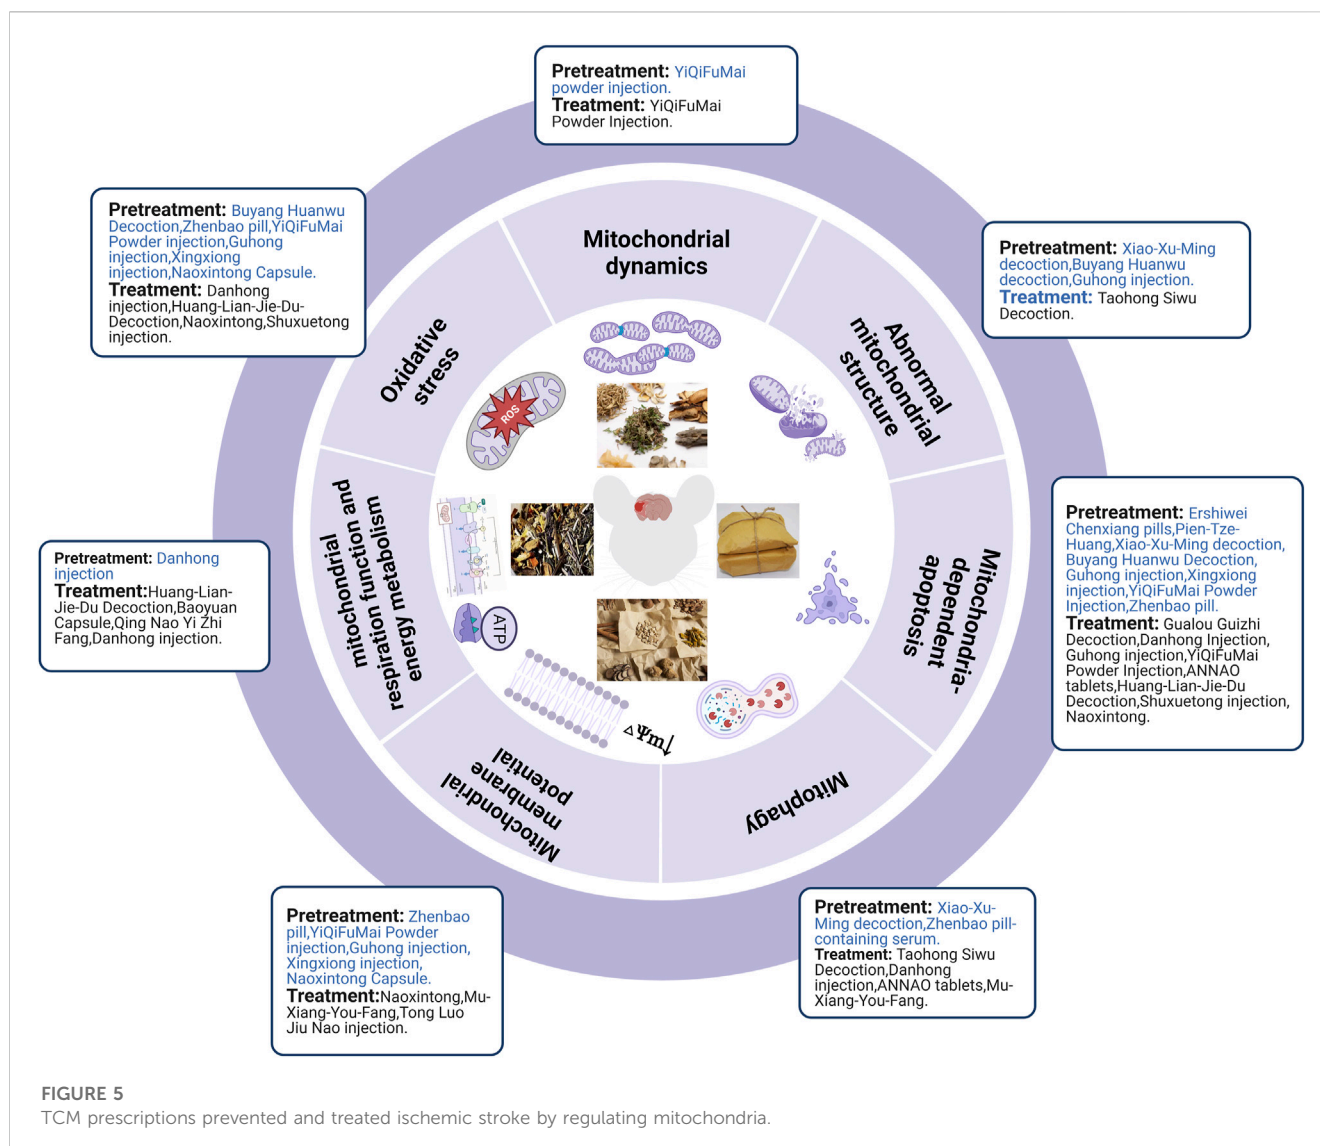 Pretreatment: YiQiFuMai
powder injection.
Treatment: YiQiFuMai
Powder Injection.
Pretreatment: Buyang Huanwu
Decoction,Zhenbao pill,YiQiFuMai
Powder injection,Guhong
injection,Xingxiong
injection,Naoxintong Capsule.
Treatment: Danhong
injection,Huang-Lian-Jie-Du-
Decoction,Naoxintong,Shuxuetong
injection.
Pretreatment: Xiao-Xu-Ming
decoction,Buyang Huanwu
decoction,Guhong injection.
Treatment: Taohong Siwu
Decoction.
Mitochondrial
dynamics
Oxidative
stress
Abnormal
mitochondrial
structure
ROS
mitochondrial
respiration function and
energy metabolism
Mitochondria-
dependent
apoptosis
ATP
Pretreatment: Danhong
injection
Treatment:Huang-Lian-
Jie-Du Decoction,Baoyuan
Capsule,Qing Nao Yi Zhi
Fang,Danhong injection.
Pretreatment: Ershiwei
Chenxiang pills,Pien-Tze-
Huang,Xiao-Xu-Ming decoction,
Buyang Huanwu Decoction,
Guhong injection,Xingxiong
injection,YiQiFuMai Powder
Injection,Zhenbao pill.
Treatment: Gualou Guizhi
Decoction,Danhong Injection,
Guhong injection,YiQiFuMai
Powder Injection,ANNAO
tablets,Huang-Lian-Jie-Du
Decoction,Shuxuetong injection,
Naoxintong.
△Ψm↓
Mitochondrial
membrane
potential
Mitophagy
Pretreatment: Zhenbao
pill,YiQiFuMai Powder
injection,Guhong injection,
Xingxiong injection,
Naoxintong Capsule.
Treatment:Naoxintong,Mu-
Xiang-You-Fang,Tong Luo
Jiu Nao injection.
Pretreatment: Xiao-Xu-
Ming decoction,Zhenbao pill-
containing serum.
Treatment: Taohong Siwu
Decoction,Danhong
injection,ANNAO tablets,Mu-
Xiang-You-Fang.
FIGURE 5
TCM prescriptions prevented and treated ischemic stroke by regulating mitochondria.